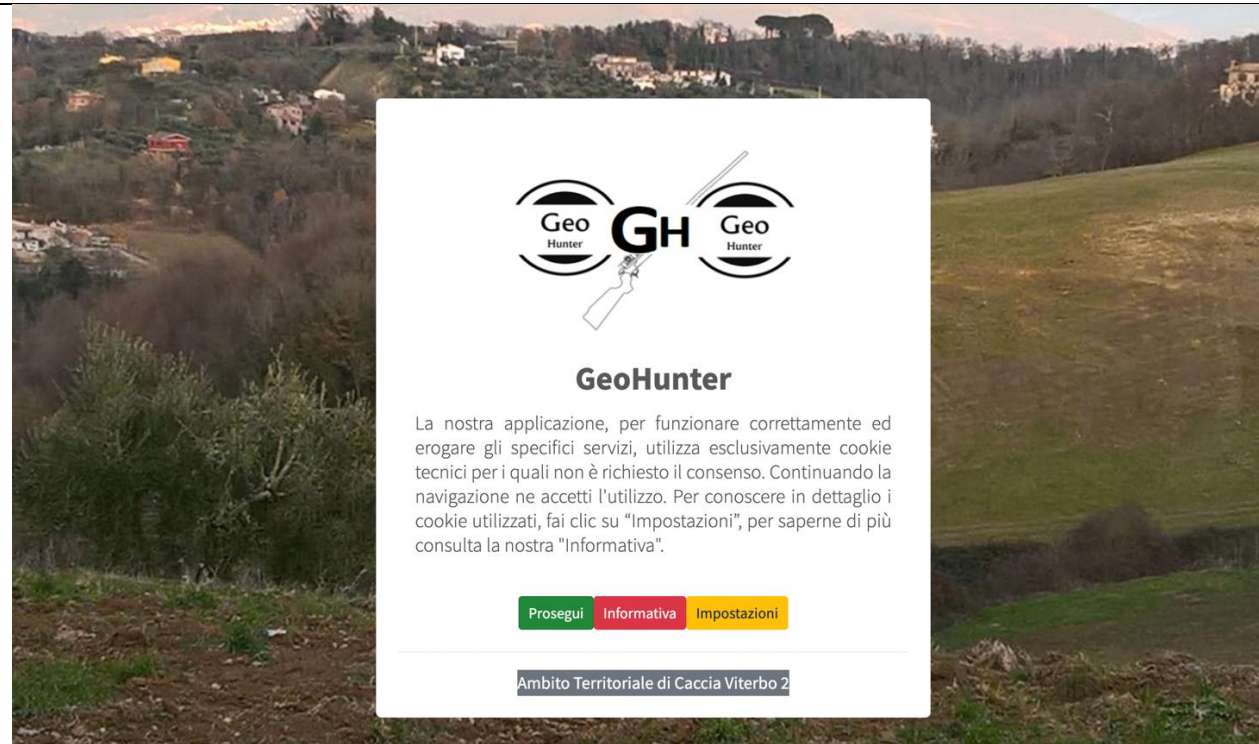 Geo
Hunter
GH
Geo
Hunter
GeoHunter
La nostra applicazione, per funzionare correttamente ed
erogare gli specifici servizi, utilizza esclusivamente cookie
tecnici per i quali non è richiesto il consenso. Continuando la
navigazione ne accetti l'utilizzo. Per conoscere in dettaglio i
cookie utilizzati, fai clic su “Impostazioni”, per saperne di più
consulta la nostra "Informativa".
Prosegui Informativa Impostazioni
Ambito Territoriale di Caccia Viterbo 2